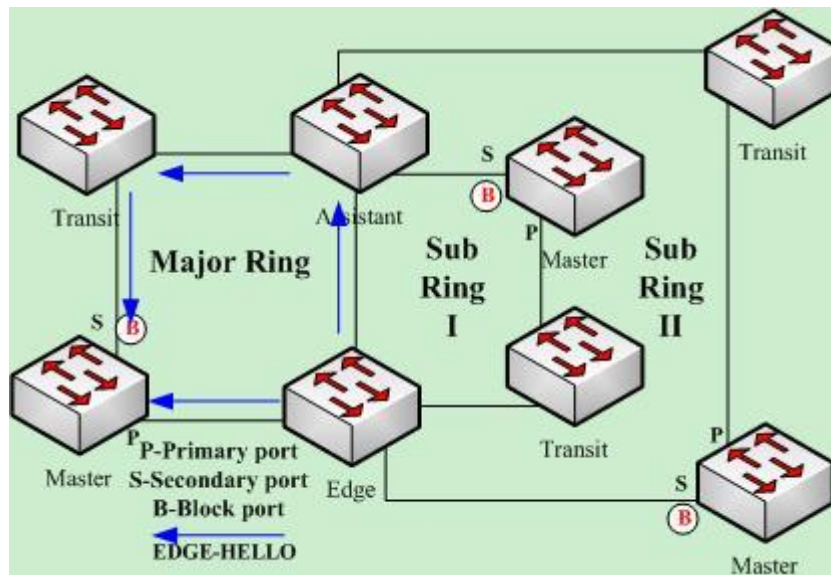 Transit
Transit
Assistant
S
B
Major Ring
Sub
Ring
I
P
Master
Sub
Ring
II
S
B
P
Master
P-Primary port
S-Secondary port
B-Block port
EDGE-HELLO
Edge
Transit
P
S
B
Master